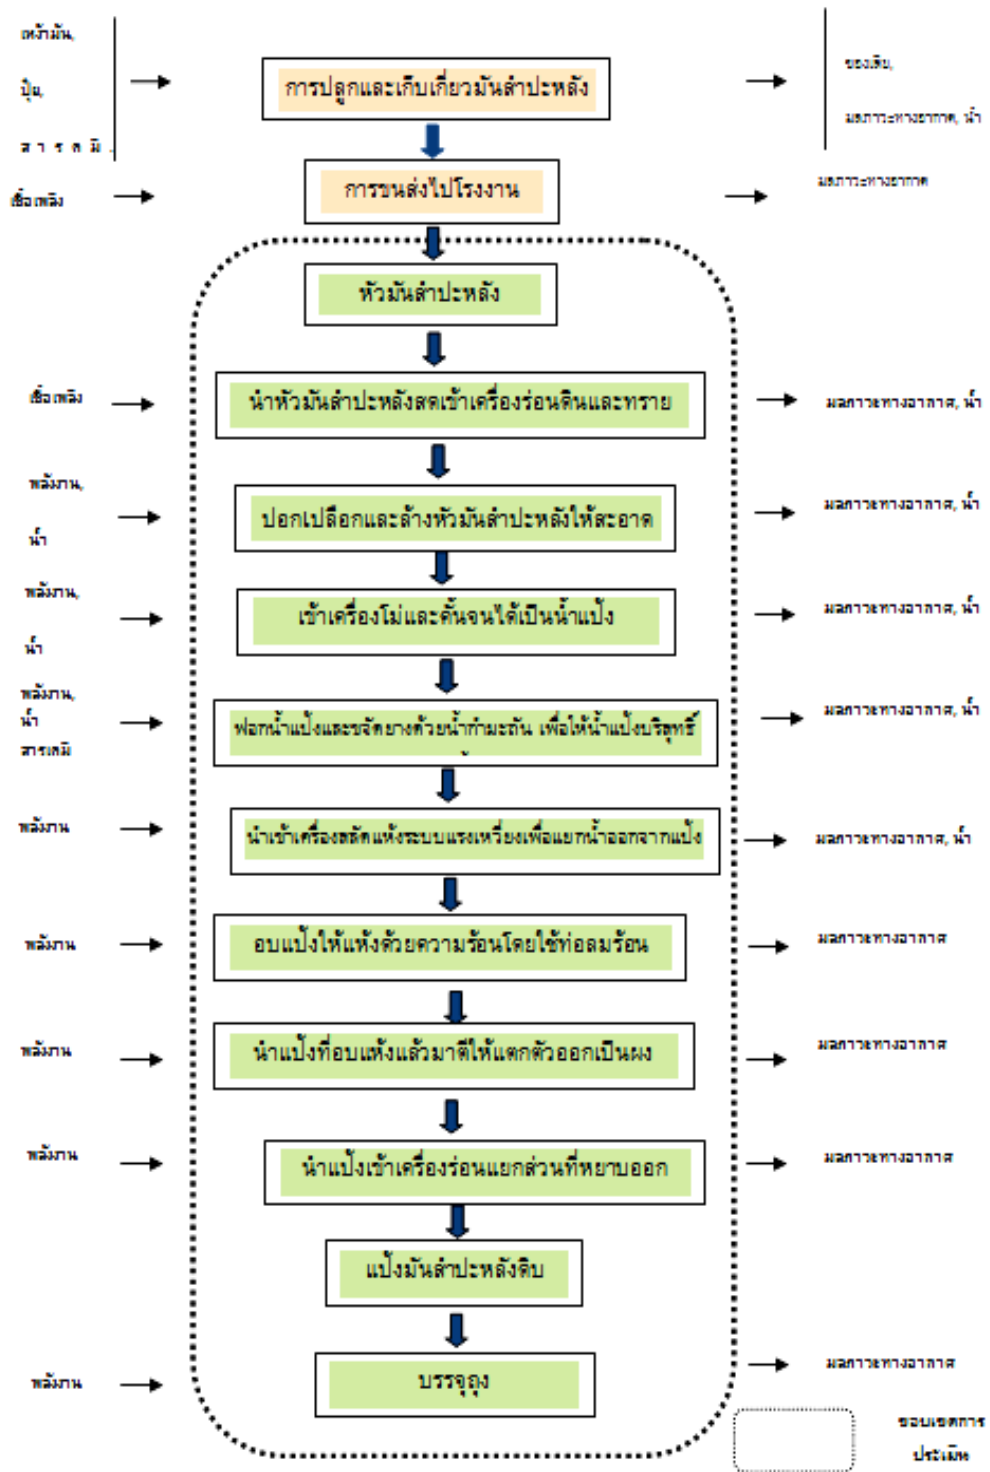 เหง้ามัน,
ปุ๋ย,
สารเคมี
การปลูกและเก็บเกี่ยวมันสำปะหลัง
ของเสีย,
มลภาวะทางอากาศ, น้ำ
เชื้อเพลิง
การขนส่งไปโรงงาน
มลภาวะทางอากาศ
หัวมันสำปะหลัง
เชื้อเพลิง
นำหัวมันสำปะหลังสดเข้าเครื่องร่อนดินและทราย
มลภาวะทางอากาศ, น้ำ
พลังงาน,
น้ำ
ปอกเปลือกและล้างหัวมันสำปะหลังให้สะอาด
มลภาวะทางอากาศ, น้ำ
พลังงาน,
น้ำ
เข้าเครื่องโม่และคั้นจนได้เป็นน้ำแป้ง
มลภาวะทางอากาศ, น้ำ
พลังงาน,
น้ำ
สารเคมี
ฟอกน้ำแป้งและขจัดยางด้วยน้ำกำมะถัน เพื่อให้น้ำแป้งบริสุทธิ์
มลภาวะทางอากาศ, น้ำ
พลังงาน
นำเข้าเครื่องสลัดแห้งระบบแรงเหวี่ยงเพื่อแยกน้ำออกจากแป้ง
มลภาวะทางอากาศ, น้ำ
พลังงาน
อบแป้งให้แห้งด้วยความร้อนโดยใช้ท่อลมร้อน
มลภาวะทางอากาศ
พลังงาน
นำแป้งที่อบแห้งแล้วมาตีให้แตกตัวออกเป็นผง
มลภาวะทางอากาศ
พลังงาน
นำแป้งเข้าเครื่องร่อนแยกส่วนที่หยาบออก
มลภาวะทางอากาศ
แป้งมันสำปะหลังดิบ
พลังงาน
บรรจุถุง
มลภาวะทางอากาศ
ขอบเขตการ
ประเมิน